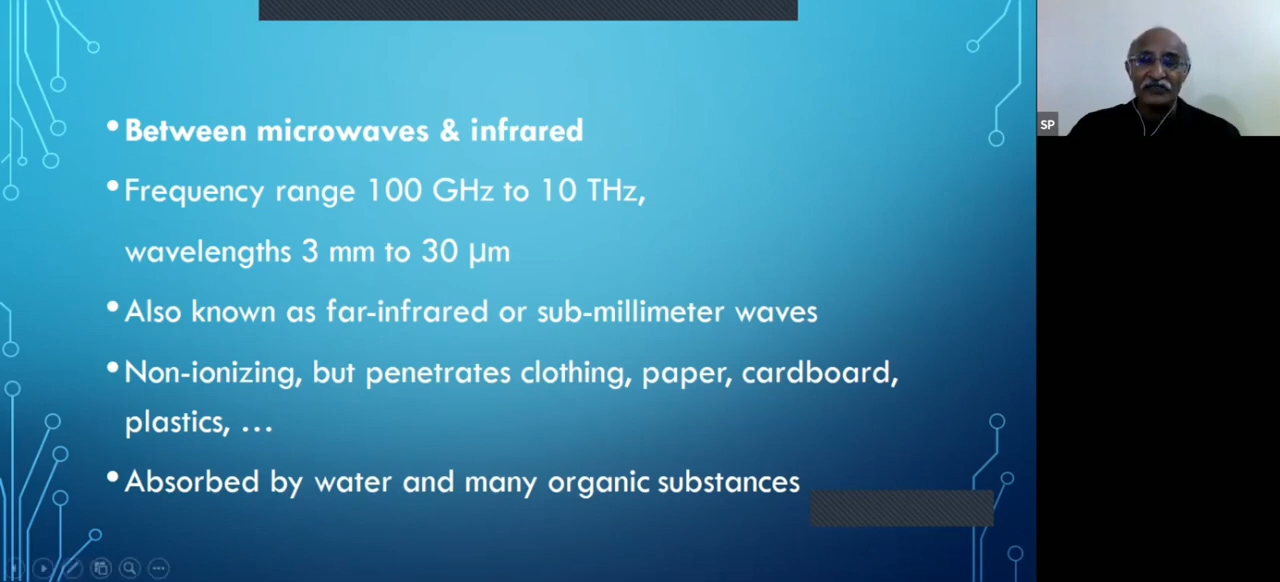 • Between microwaves & infrared
• Frequency range 100 GHz to 10 THz,
wavelengths 3 mm to 30 µm
• Also known as far-infrared or sub-millimeter waves
• Non-ionizing, but penetrates clothing, paper, cardboard,
plastics, ...
• Absorbed by water and many organic substances
SP